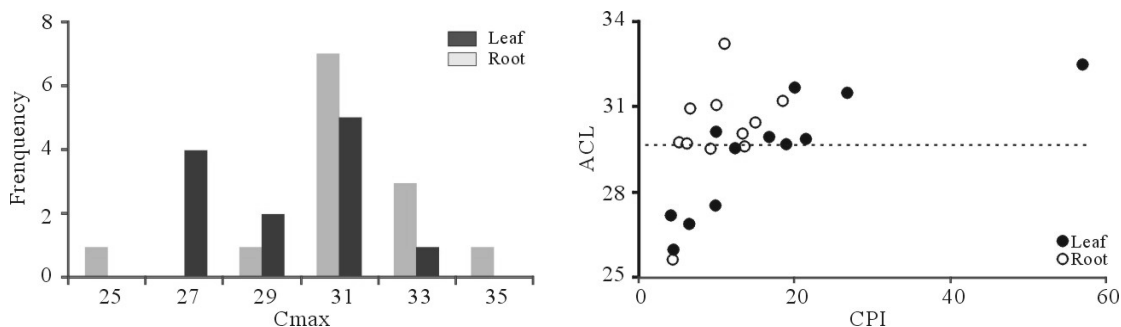 8
6
4
2
0
Frenquency
Leaf
Root
25 27 29 31 33 35
Cmax
34
31
28
25
ACL
Leaf
Root
0 20 40 60
CPI